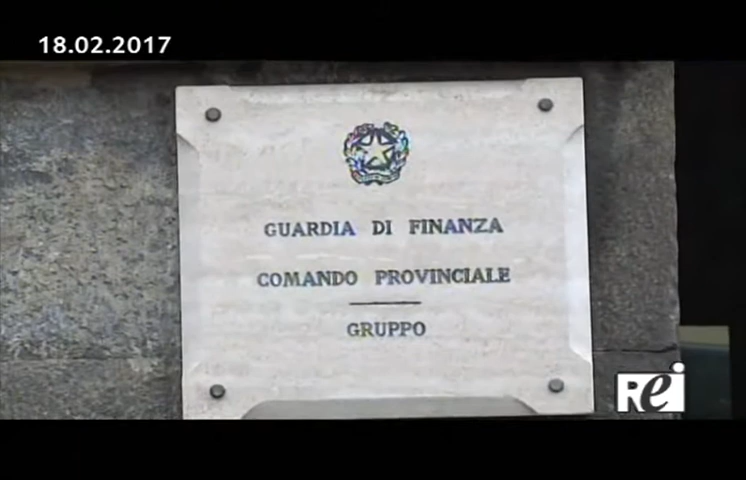 18.02.2017
GUARDIA DI FINANZA
COMANDO PROVINCIALE
GRUPPO
REi